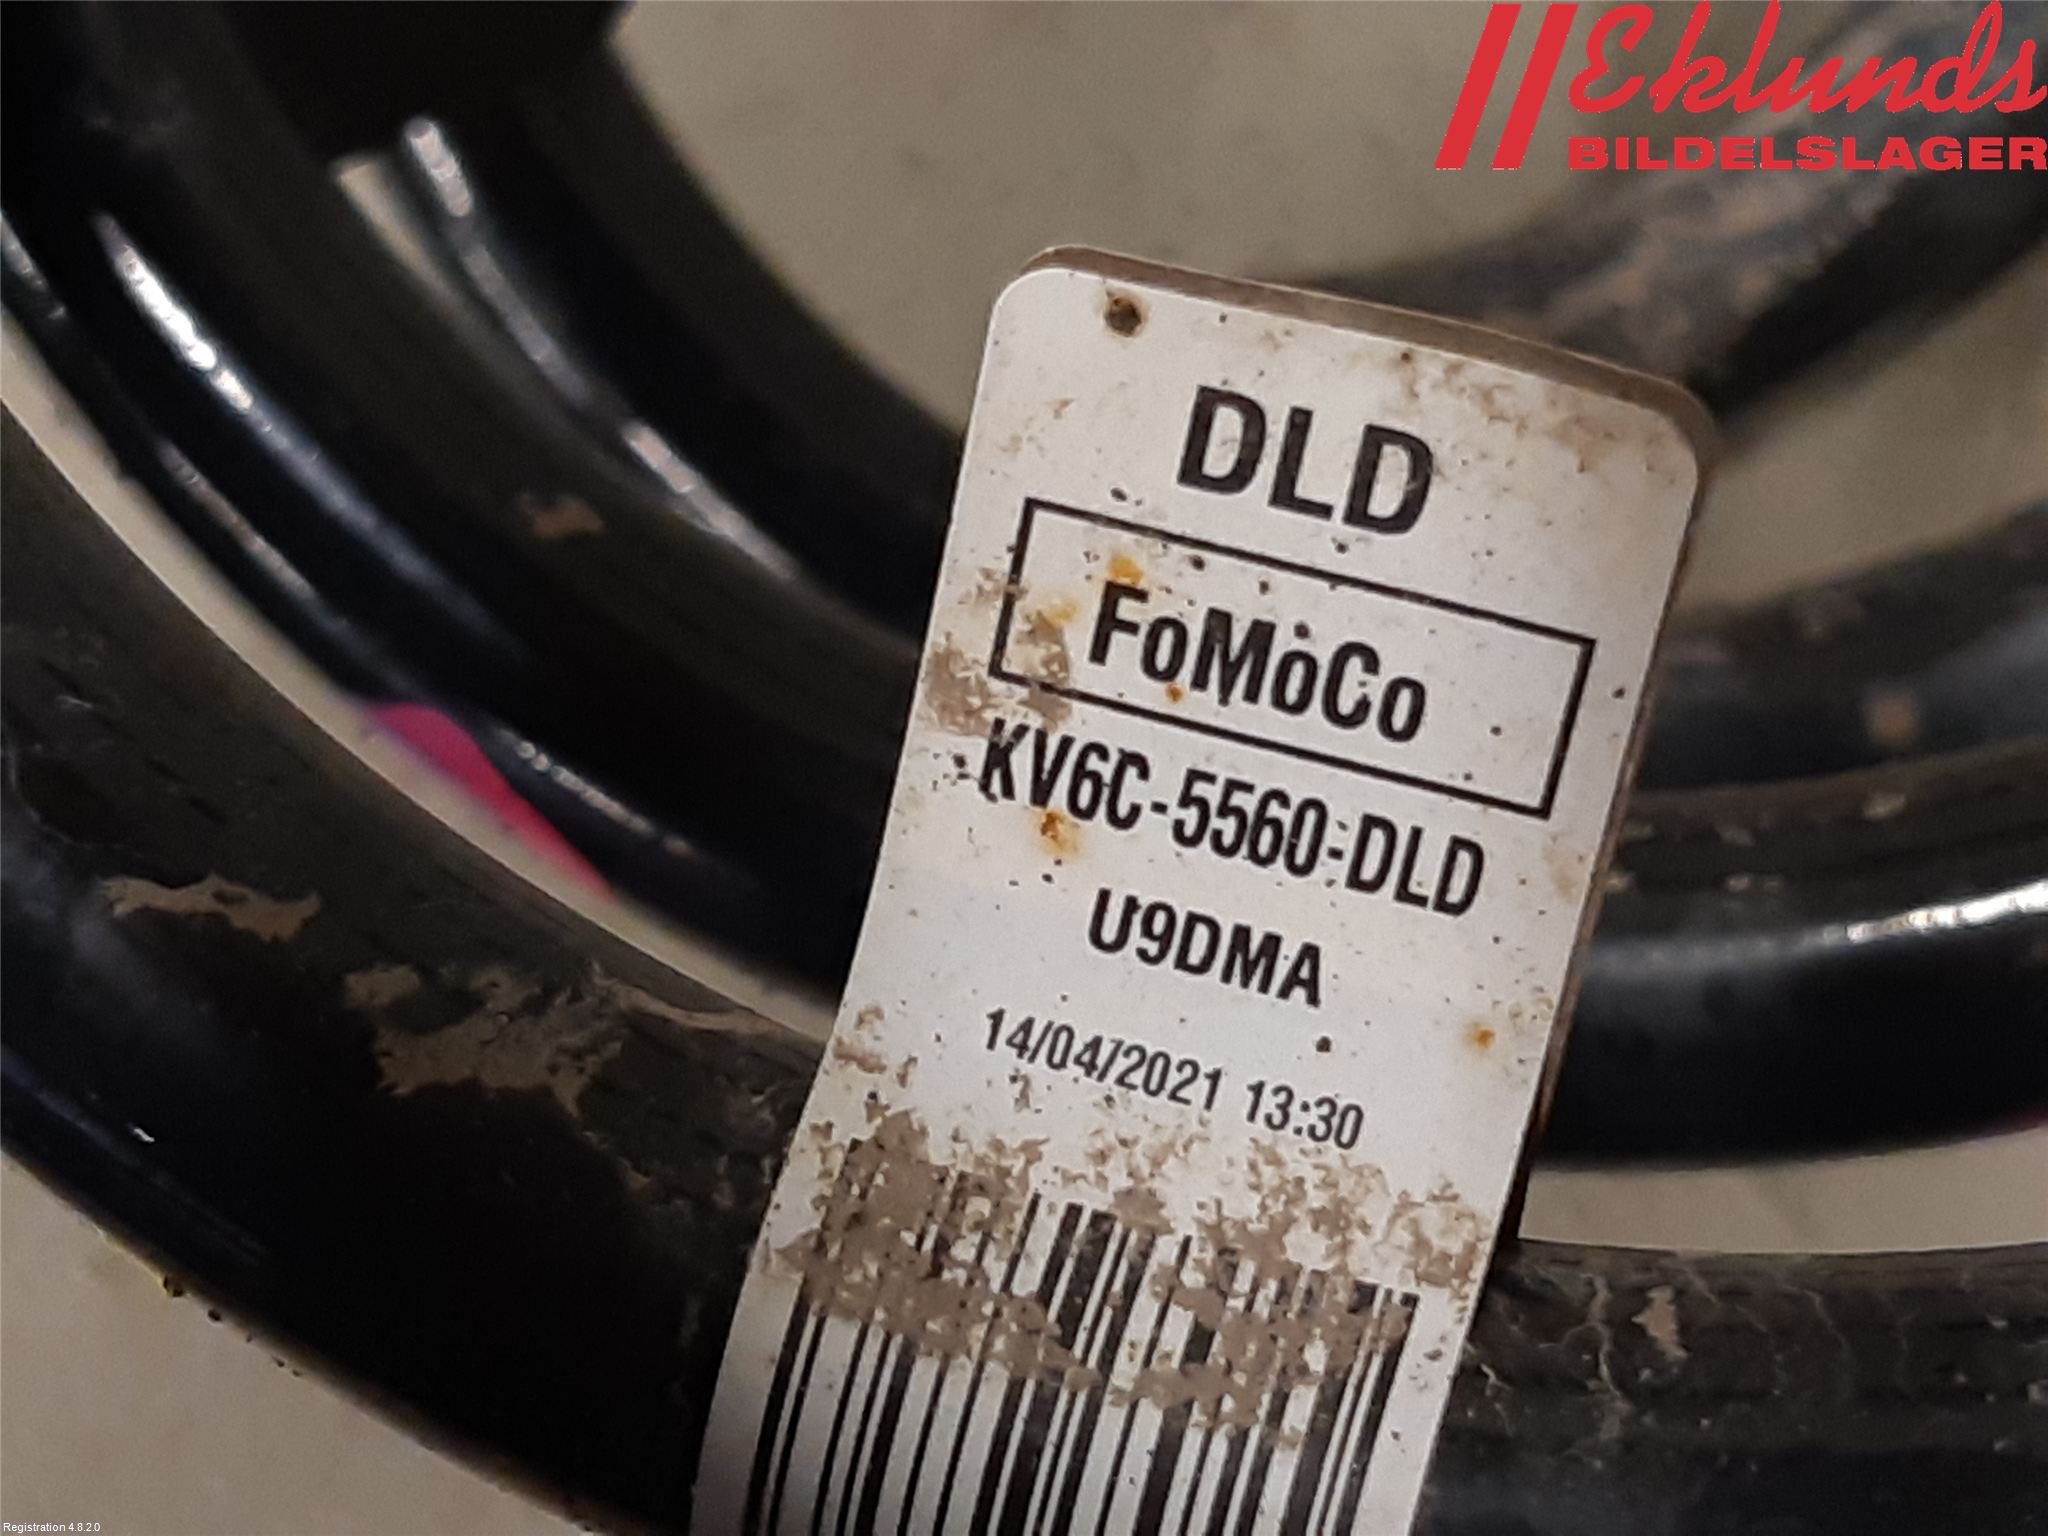 Eklunds
BILDELSLAGER
DLD
FoMoCo
KV6C-5560-DLD
U9DMA
14/04/2021 13:30
Registration 4.8.2.0